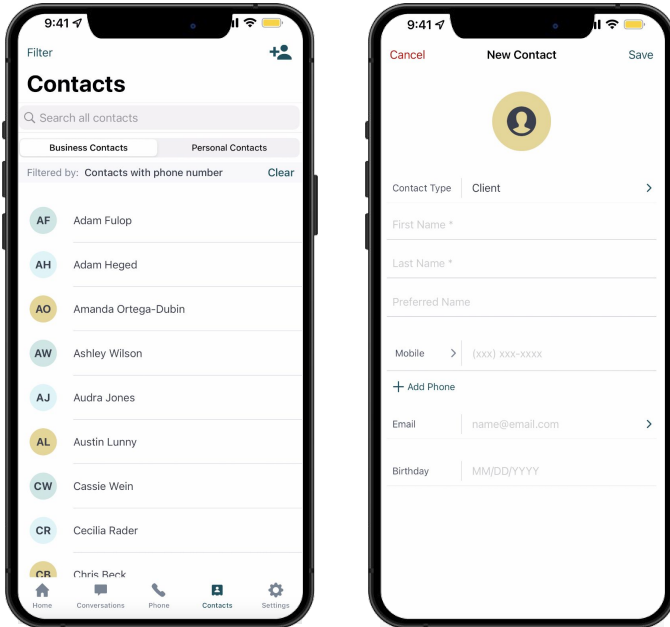 9:41
Filter
Contacts
Search all contacts
Business Contacts Personal Contacts
Filtered by: Contacts with phone number Clear
AF Adam Fulop
AH Adam Heged
AO Amanda Ortega-Dubin
AW Ashley Wilson
AJ Audra Jones
AL Austin Lunny
CW Cassie Wein
CR Cecilia Rader
CB Chris Beck
Home Conversations Phone Contacts Settings
9:41
Cancel New Contact Save
Contact Type Client
First Name *
Last Name *
Preferred Name
Mobile (xxx) xxx-xxxx
+ Add Phone
Email name@email.com
Birthday MM/DD/YYYY